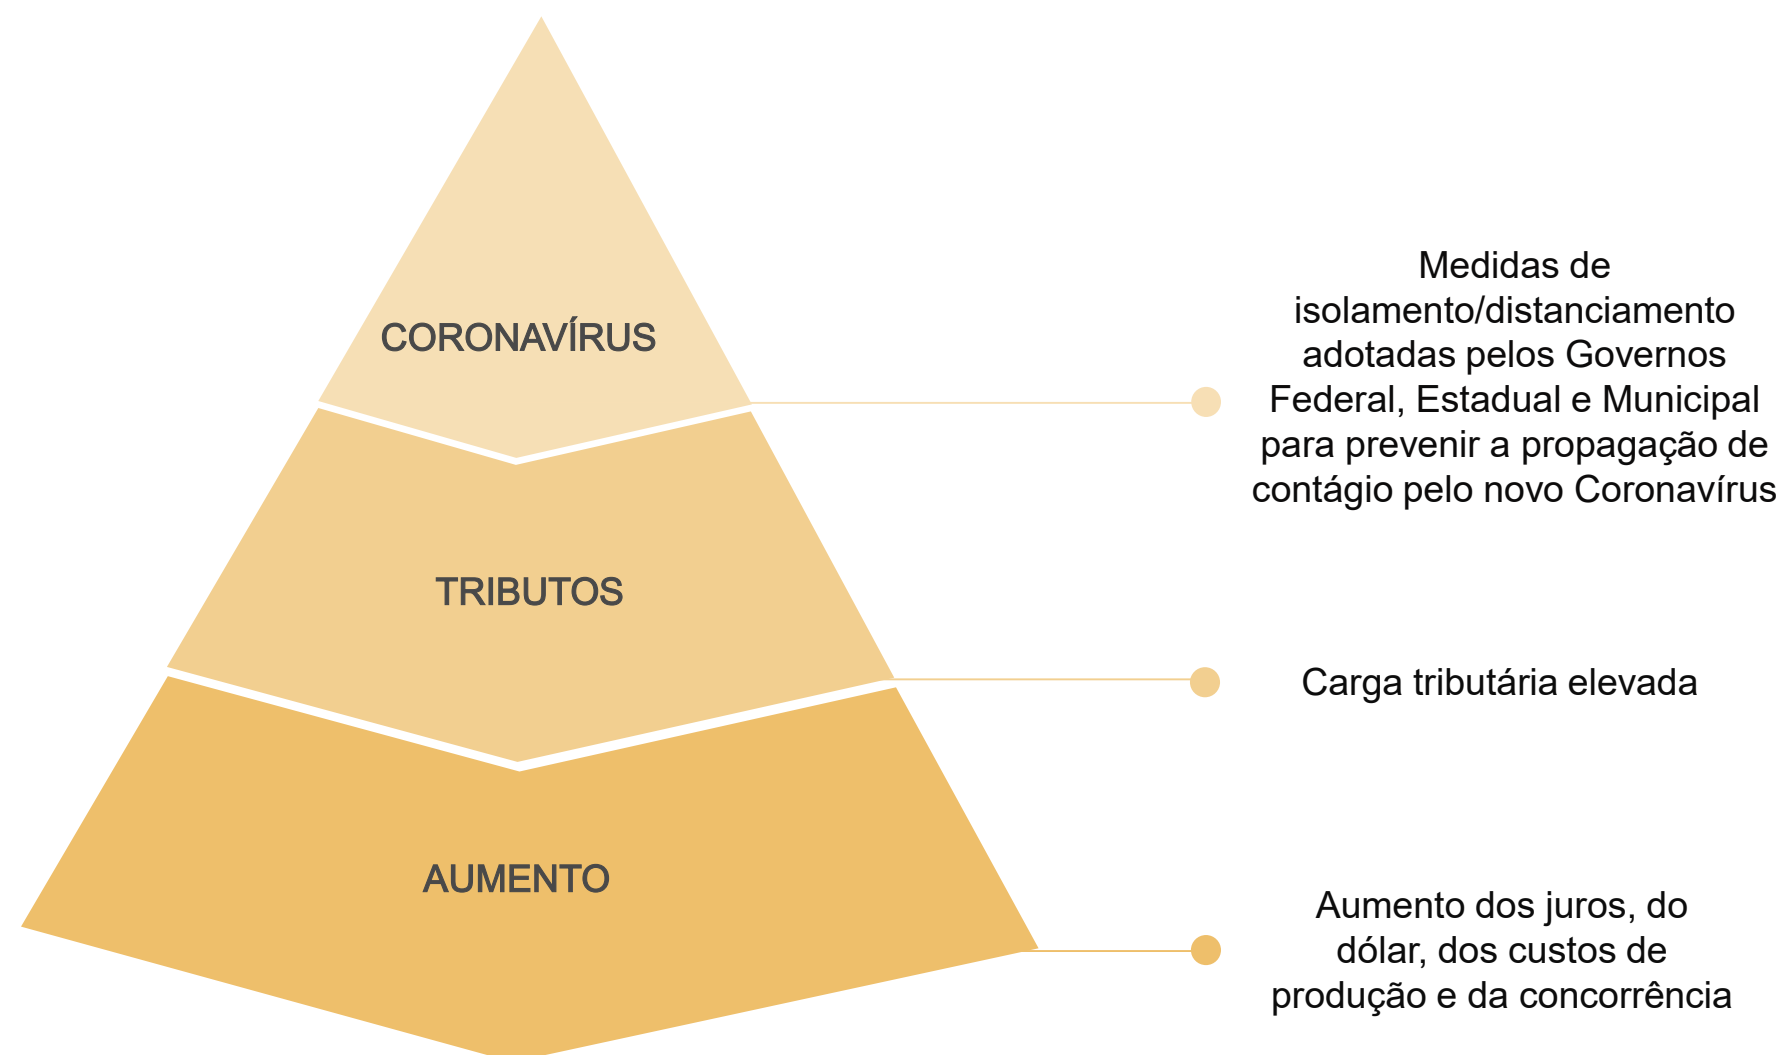 CORONAVÍRUS
Medidas de
isolamento/distanciamento
adotadas pelos Governos
Federal, Estadual e Municipal
para prevenir a propagação de
contágio pelo novo Coronavírus
TRIBUTOS
Carga tributária elevada
AUMENTO
Aumento dos juros, do
dólar, dos custos de
produção e da concorrência